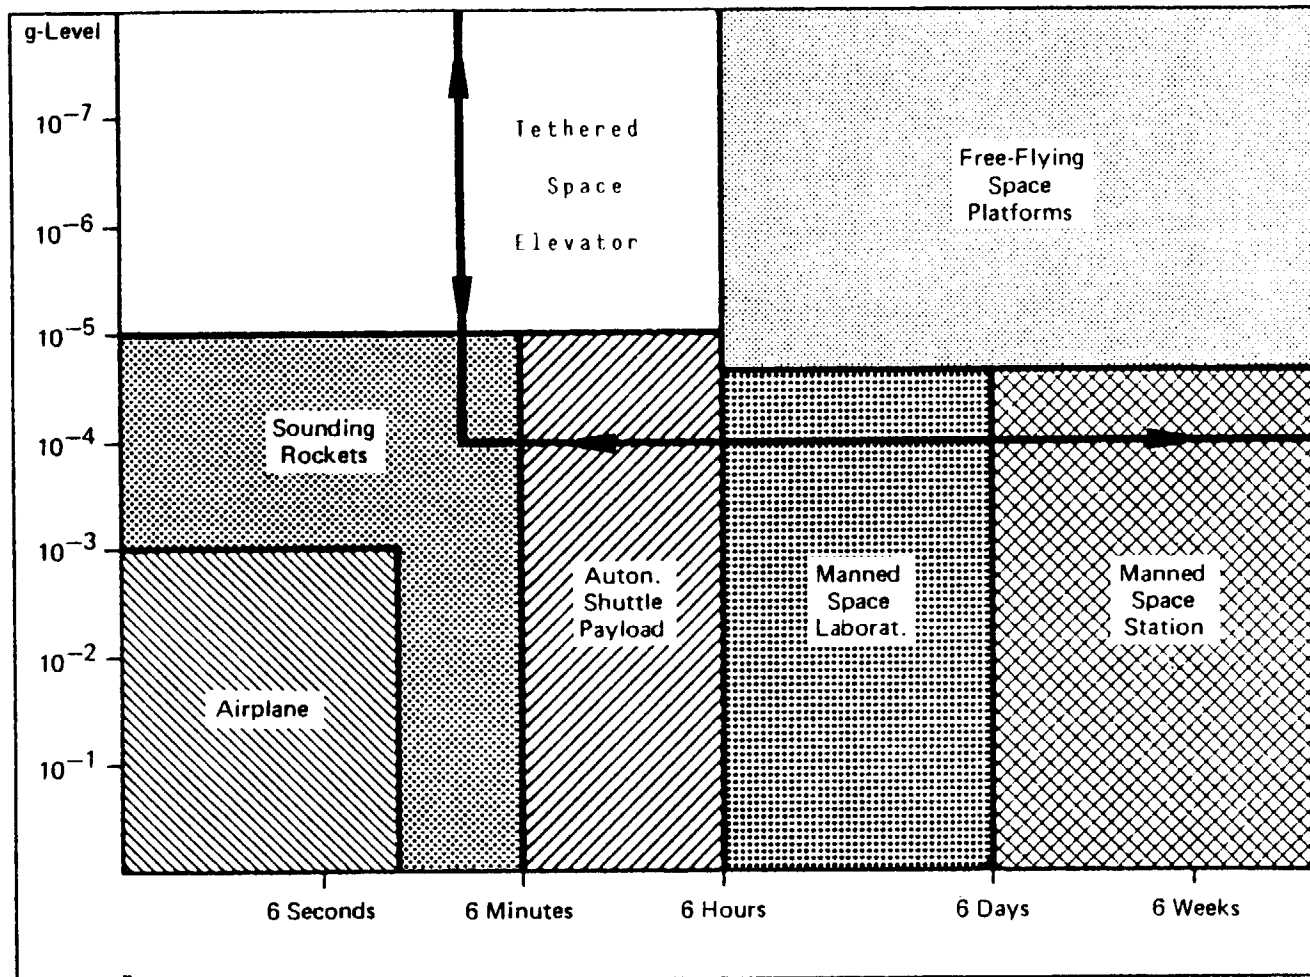 g-Level
10⁻⁷
10⁻⁶
10⁻⁵
10⁻⁴
10⁻³
10⁻²
10⁻¹
Tethered
Space
Elevator
Free-Flying
Space
Platforms
Sounding
Rockets
Airplane
Auton.
Shuttle
Payload
Manned
Space
Laborat.
Manned
Space
Station
6 Seconds
6 Minutes
6 Hours
6 Days
6 Weeks